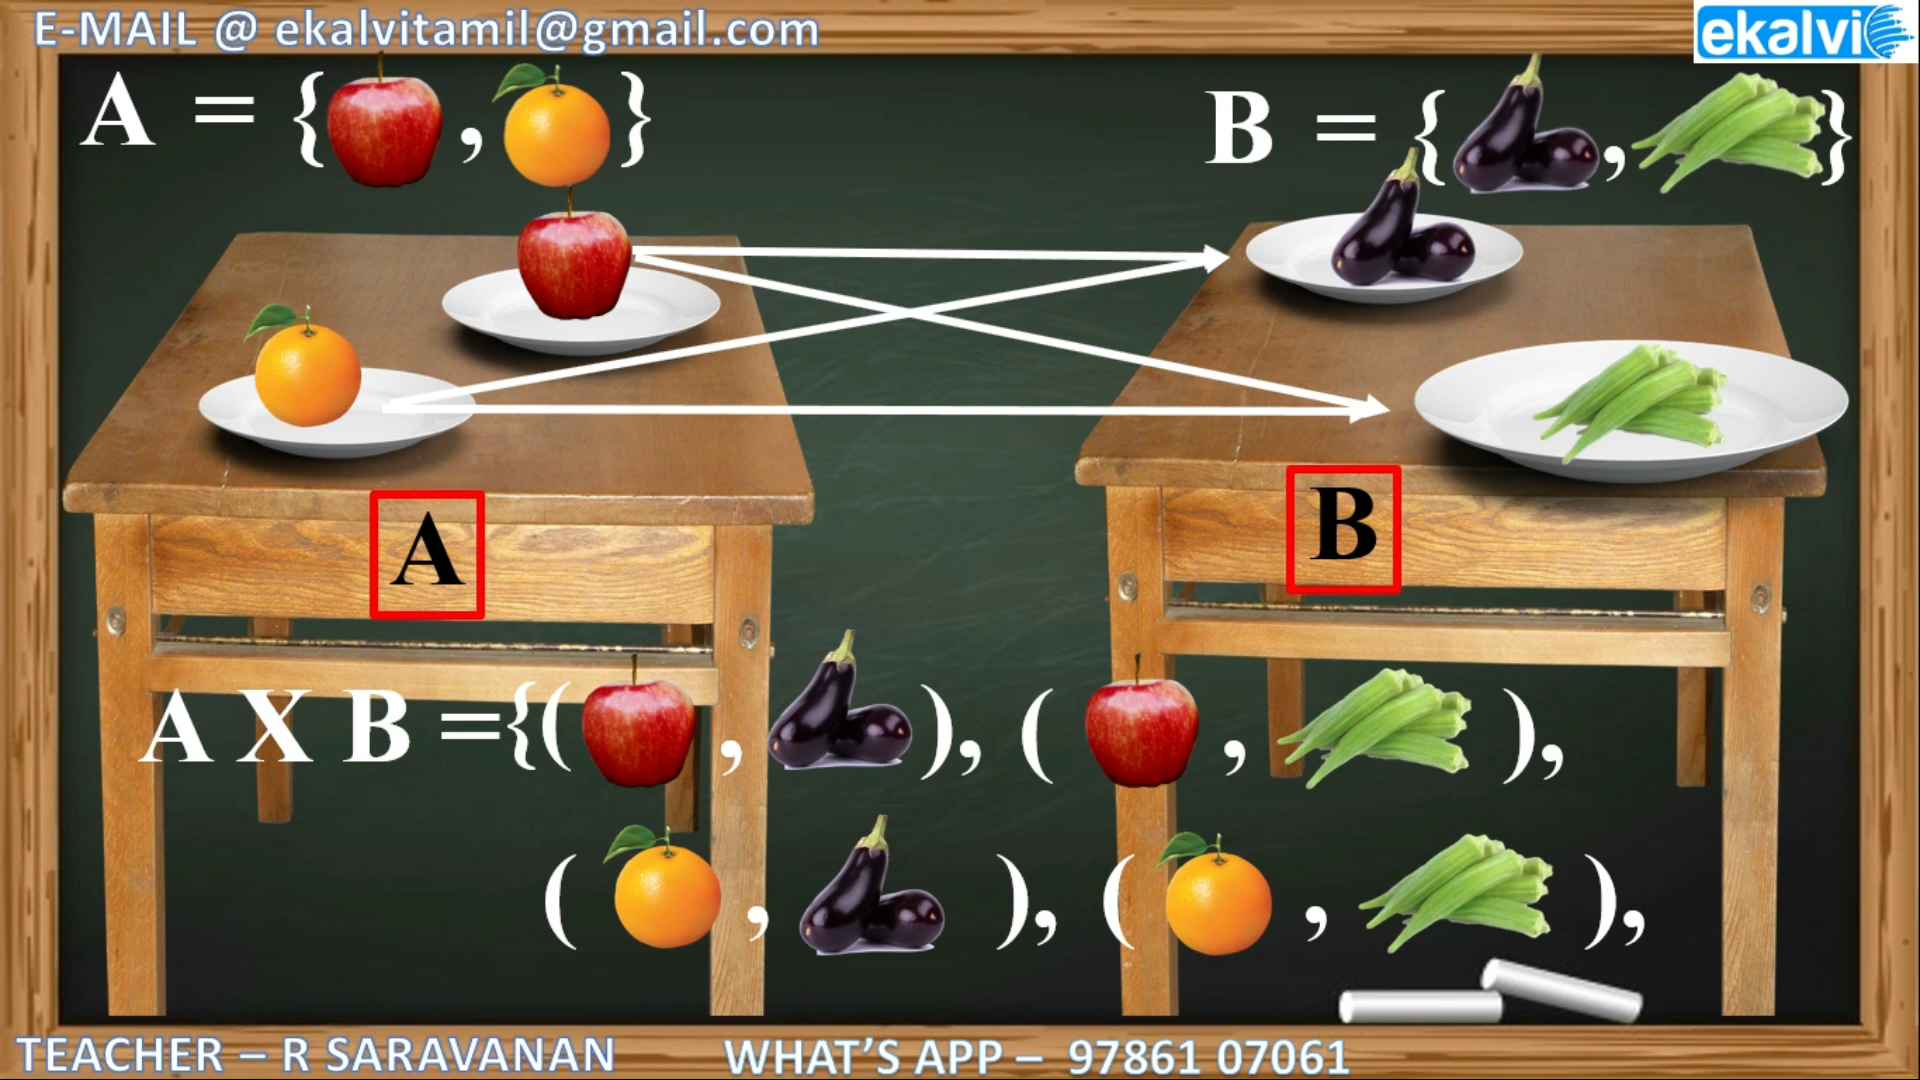 E-MAIL @ ekalvitamil@gmail.com
ekalvi
A = { , }
B = { , }
A
B
A X B ={( , ), ( , ),
( , ), ( , ),
TEACHER – R SARAVANAN
WHAT’S APP – 97861 07061